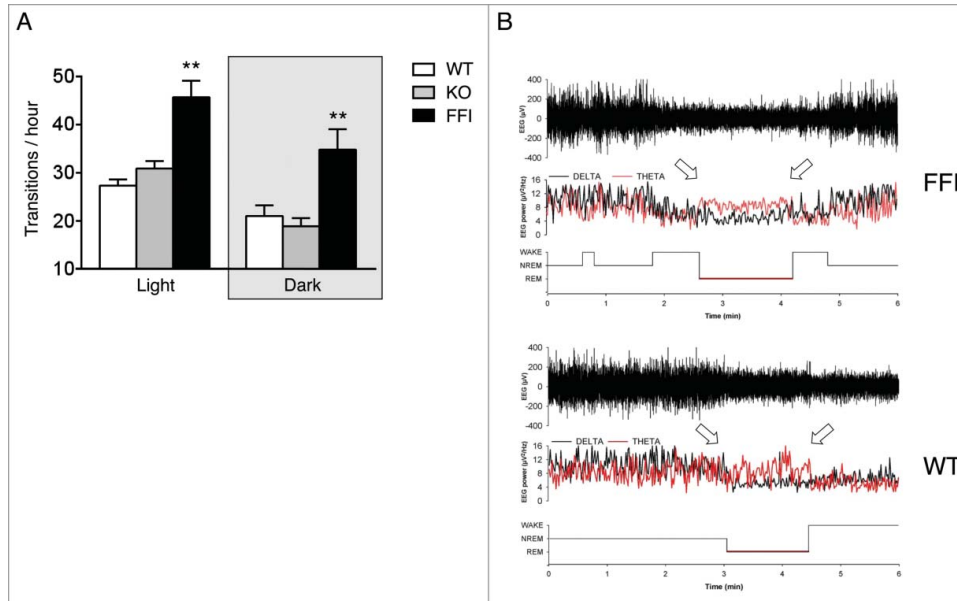 A
Transitions / hour
50
40
30
20
10
**
**
Light
Dark
WT
KO
FFI
B
EEG (µV)
400
200
0
-200
-400
DELTA THETA
EEG power (µV²/Hz)
16
12
8
4
0
WAKE
NREM
REM
0 1 2 3 4 5 6
Time (min)
FFI
EEG (µV)
400
200
0
-200
-400
DELTA THETA
EEG power (µV²/Hz)
16
12
8
4
0
WAKE
NREM
REM
0 1 2 3 4 5 6
Time (min)
WT